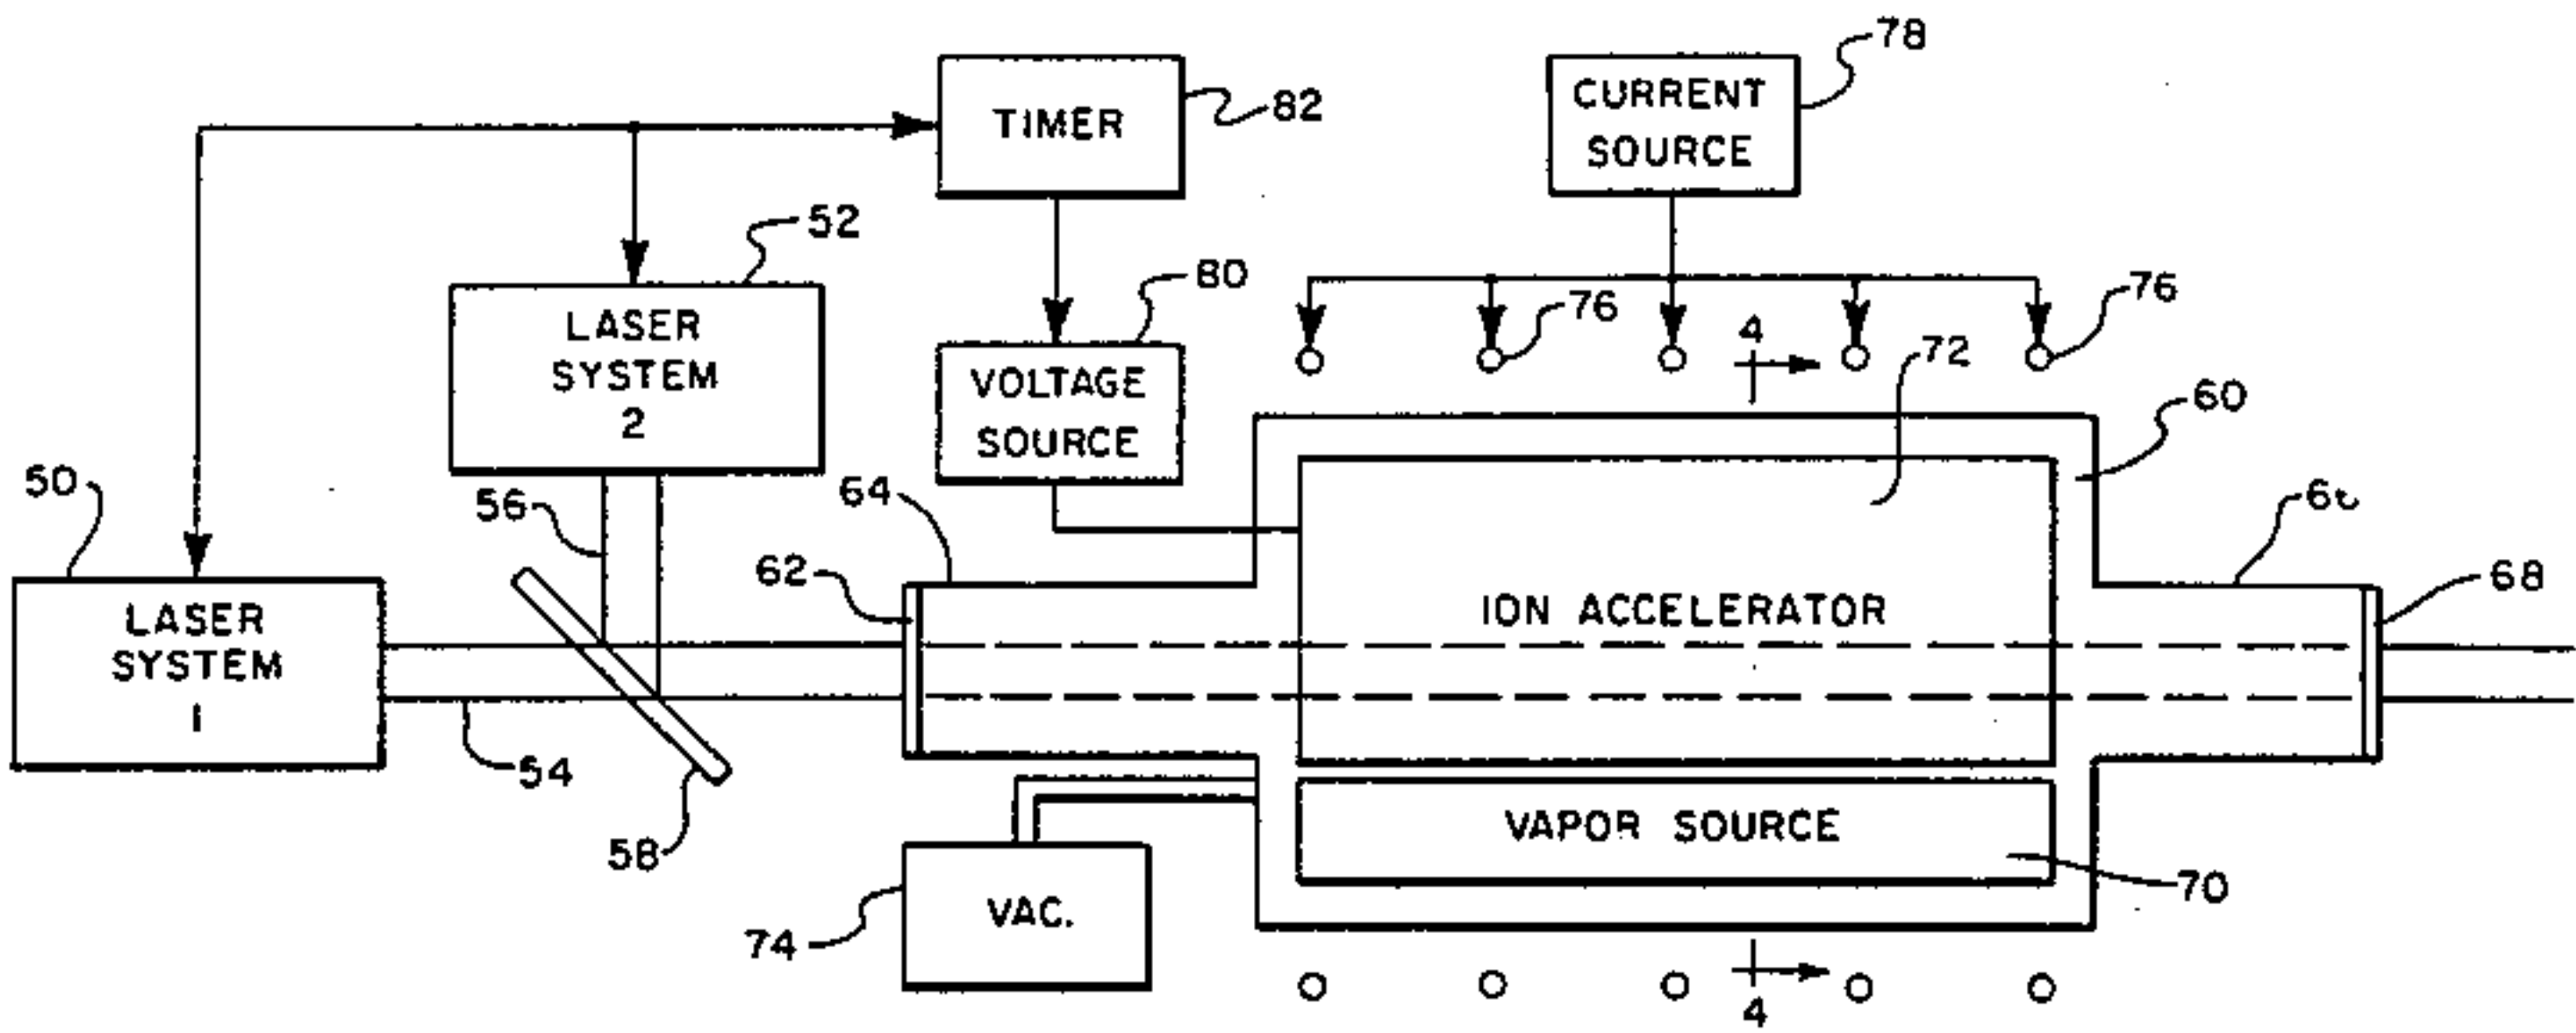 78
CURRENT
SOURCE
TIMER
82
52
80
76
76
LASER
SYSTEM
2
VOLTAGE
SOURCE
4
72
60
50
56
64
62
68
LASER
SYSTEM
1
ION ACCELERATOR
54
58
VAPOR SOURCE
70
VAC.
74
4